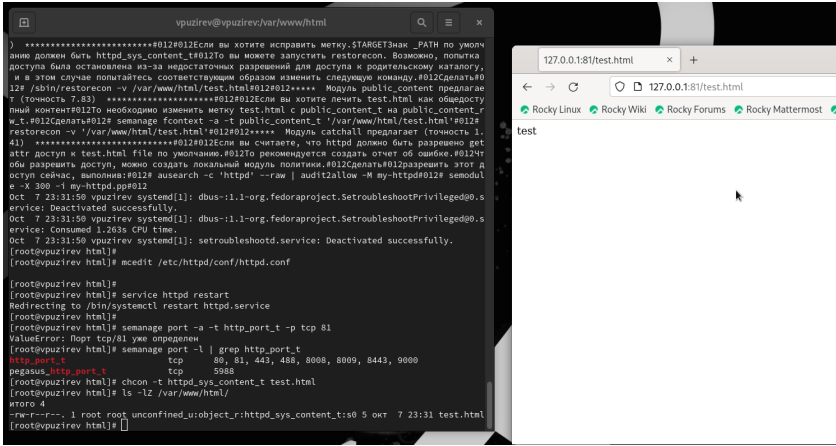 vpuzirev@vpuzirev:/var/www/html
)  *************************#012#012Если вы хотите исправить метку.$TARGETЗнак _PATH по умолч
анию должен быть httpd_sys_content_t#012То вы можете запустить restorecon. Возможно, попытка
доступа была остановлена из-за недостаточных разрешений для доступа к родительскому каталогу,
 и в этом случае попытайтесь соответствующим образом изменить следующую команду.#012Сделать#0
12# /sbin/restorecon -v /var/www/html/test.html#012#012*****  Модуль public_content предлагае
т (точность 7.83)  *********************#012#012Если вы хотите лечить test.html как общедосту
пный контент#012То необходимо изменить метку test.html с public_content_t на public_content_r
w_t.#012Сделать#012# semanage fcontext -a -t public_content_t '/var/www/html/test.html'#012#
restorecon -v '/var/www/html/test.html'#012#012*****  Модуль catchall предлагает (точность 1.
41)  *********************#012#012Если вы считаете, что httpd должно быть разрешено get
attr доступ к test.html file по умолчанию.#012То рекомендуется создать отчет об ошибке.#012Чт
обы разрешить доступ, можно создать локальный модуль политики.#012Сделать#012разрешить этот д
оступ сейчас, выполнив:#012# ausearch -c 'httpd' --raw | audit2allow -M my-httpd#012# semodul
e -X 300 -i my-httpd.pp#012
Oct  7 23:31:50 vpuzirev systemd[1]: dbus-:1.1-org.fedoraproject.SetroubleshootPrivileged@0.s
ervice: Deactivated successfully.
Oct  7 23:31:50 vpuzirev systemd[1]: dbus-:1.1-org.fedoraproject.SetroubleshootPrivileged@0.s
ervice: Consumed 1.263s CPU time.
Oct  7 23:31:50 vpuzirev systemd[1]: setroubleshootd.service: Deactivated successfully.
[root@vpuzirev html]#
[root@vpuzirev html]# mcedit /etc/httpd/conf/httpd.conf
[root@vpuzirev html]#
[root@vpuzirev html]# service httpd restart
Redirecting to /bin/systemctl restart httpd.service
[root@vpuzirev html]#
[root@vpuzirev html]# semanage port -a -t http_port_t -p tcp 81
ValueError: Порт tcp/81 уже определен
[root@vpuzirev html]# semanage port -l | grep http_port_t
http_port_t                    tcp      80, 81, 443, 488, 8008, 8009, 8443, 9000
pegasus_http_port_t            tcp      5988
[root@vpuzirev html]# chcon -t httpd_sys_content_t test.html
[root@vpuzirev html]# ls -lZ /var/www/html/
итого 4
-rw-r--r--. 1 root root unconfined_u:object_r:httpd_sys_content_t:s0 5 окт  7 23:31 test.html
[root@vpuzirev html]#
127.0.0.1:81/test.html
127.0.0.1:81/test.html
Rocky Linux Rocky Wiki Rocky Forums Rocky Mattermost
test